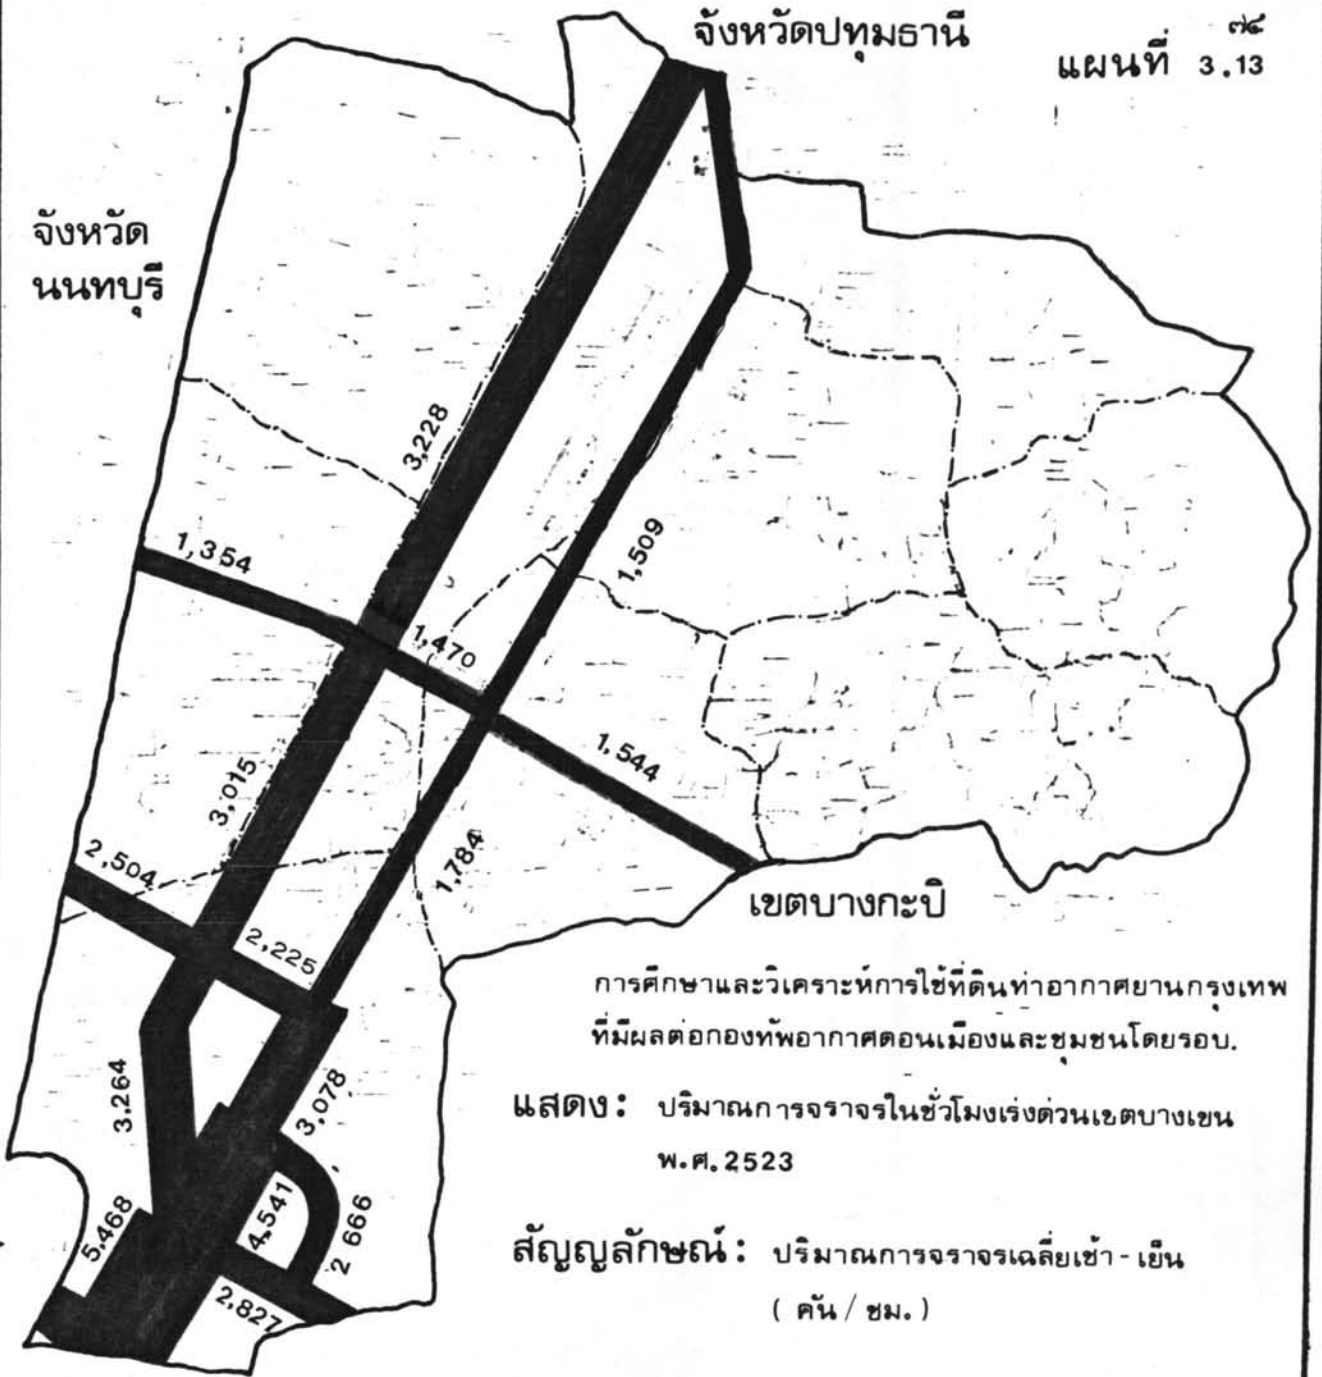 ๗๔
จังหวัดปทุมธานี
แผนที่ 3.13
จังหวัด
นนทบุรี
3,228
1,354
1,509
1,470
1,544
3,015
2,504
1,784
2,225
เขตบางกะปิ
การศึกษาและวิเคราะห์การใช้ที่ดินท่าอากาศยานกรุงเทพ
ที่มีผลต่อกองทัพอากาศดอนเมืองและชุมชนโดยรอบ.
3,264
3,078
แสดง: ปริมาณการจราจรในชั่วโมงเร่งด่วนเขตบางเขน
พ.ศ.2523
5,468
4,541
2 666
สัญญลักษณ์: ปริมาณการจราจรเฉลี่ยเช้า - เย็น
( คัน / ชม. )
2,827